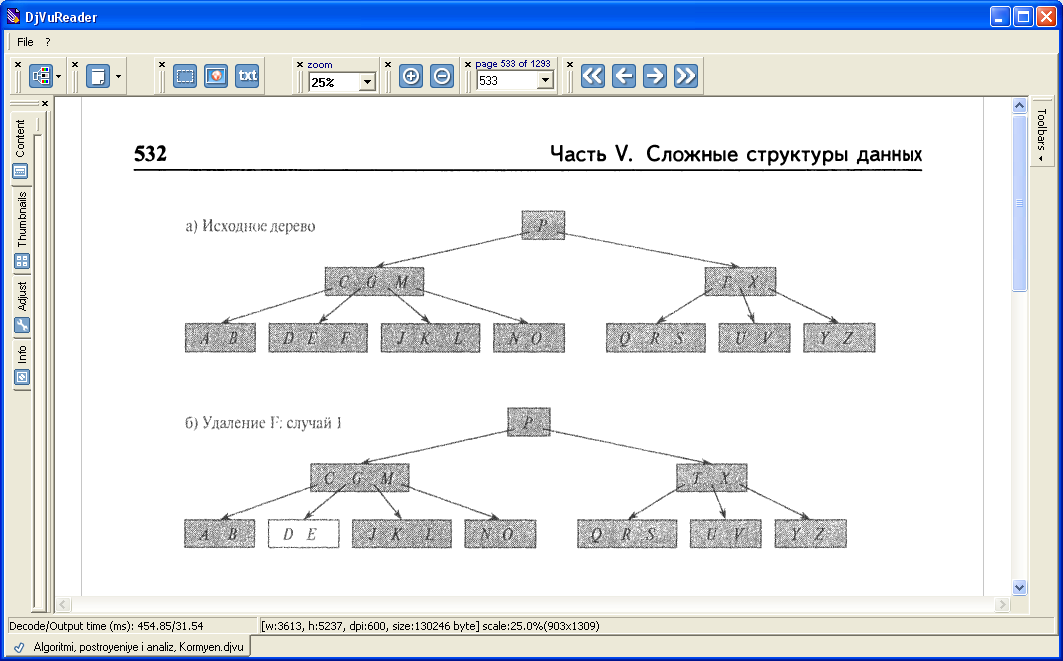 DjVuReader
File ?
txt
zoom
25%
page 533 of 1293
533
Content
Thumbnails
Adjust
Info
Toolbars
532 Часть V. Сложные структуры данных
а) Исходное дерево
P
C G M T X
A B D E F J K L N O Q R S U V Y Z
б) Удаление F: случай 1
P
C G M T X
A B D E J K L N O Q R S U V Y Z
Decode/Output time (ms): 454.85/31.54 [w:3613, h:5237, dpi:600, size:130246 byte] scale:25.0%(903x1309)
Algoritmi, postroyeniye i analiz, Kormyen.djvu